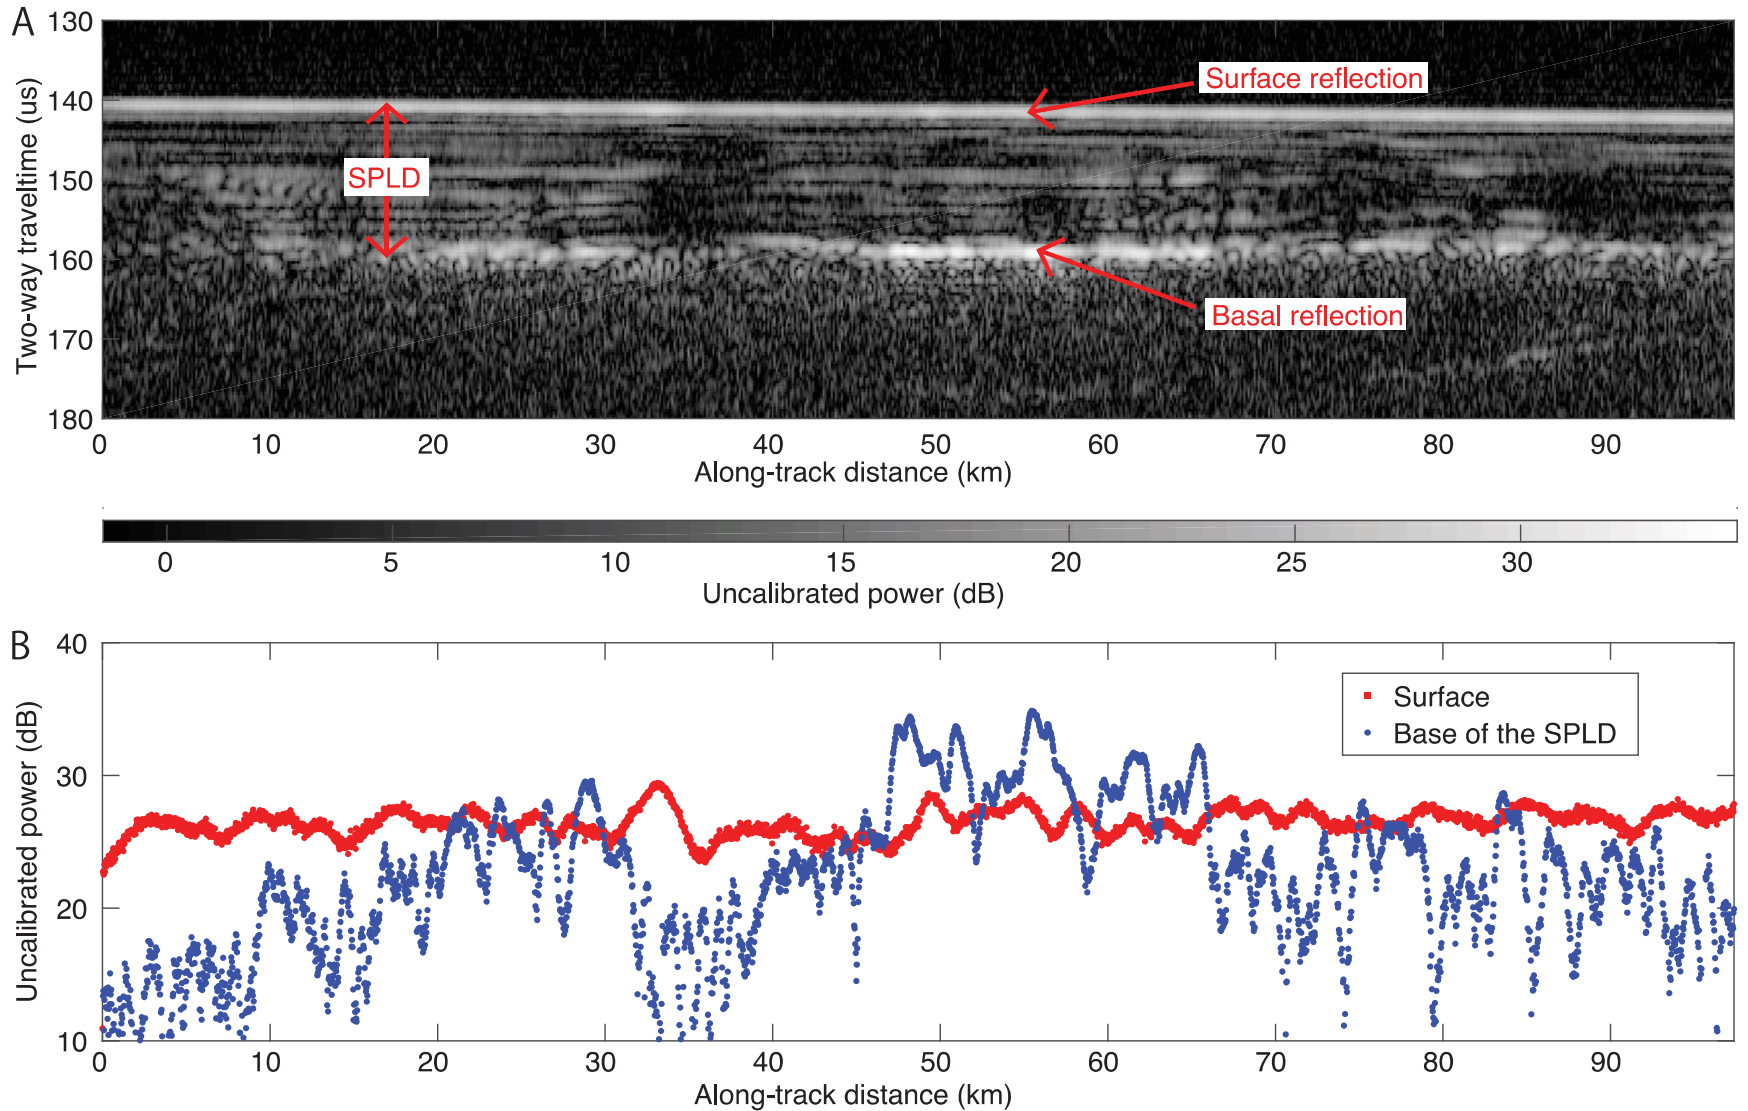 A
130
140
150
160
170
180
Two-way traveltime (us)
Surface reflection
SPLD
Basal reflection
0 10 20 30 40 50 60 70 80 90
Along-track distance (km)
0 5 10 15 20 25 30
Uncalibrated power (dB)
B
40
30
20
10
Uncalibrated power (dB)
Surface
Base of the SPLD
0 10 20 30 40 50 60 70 80 90
Along-track distance (km)